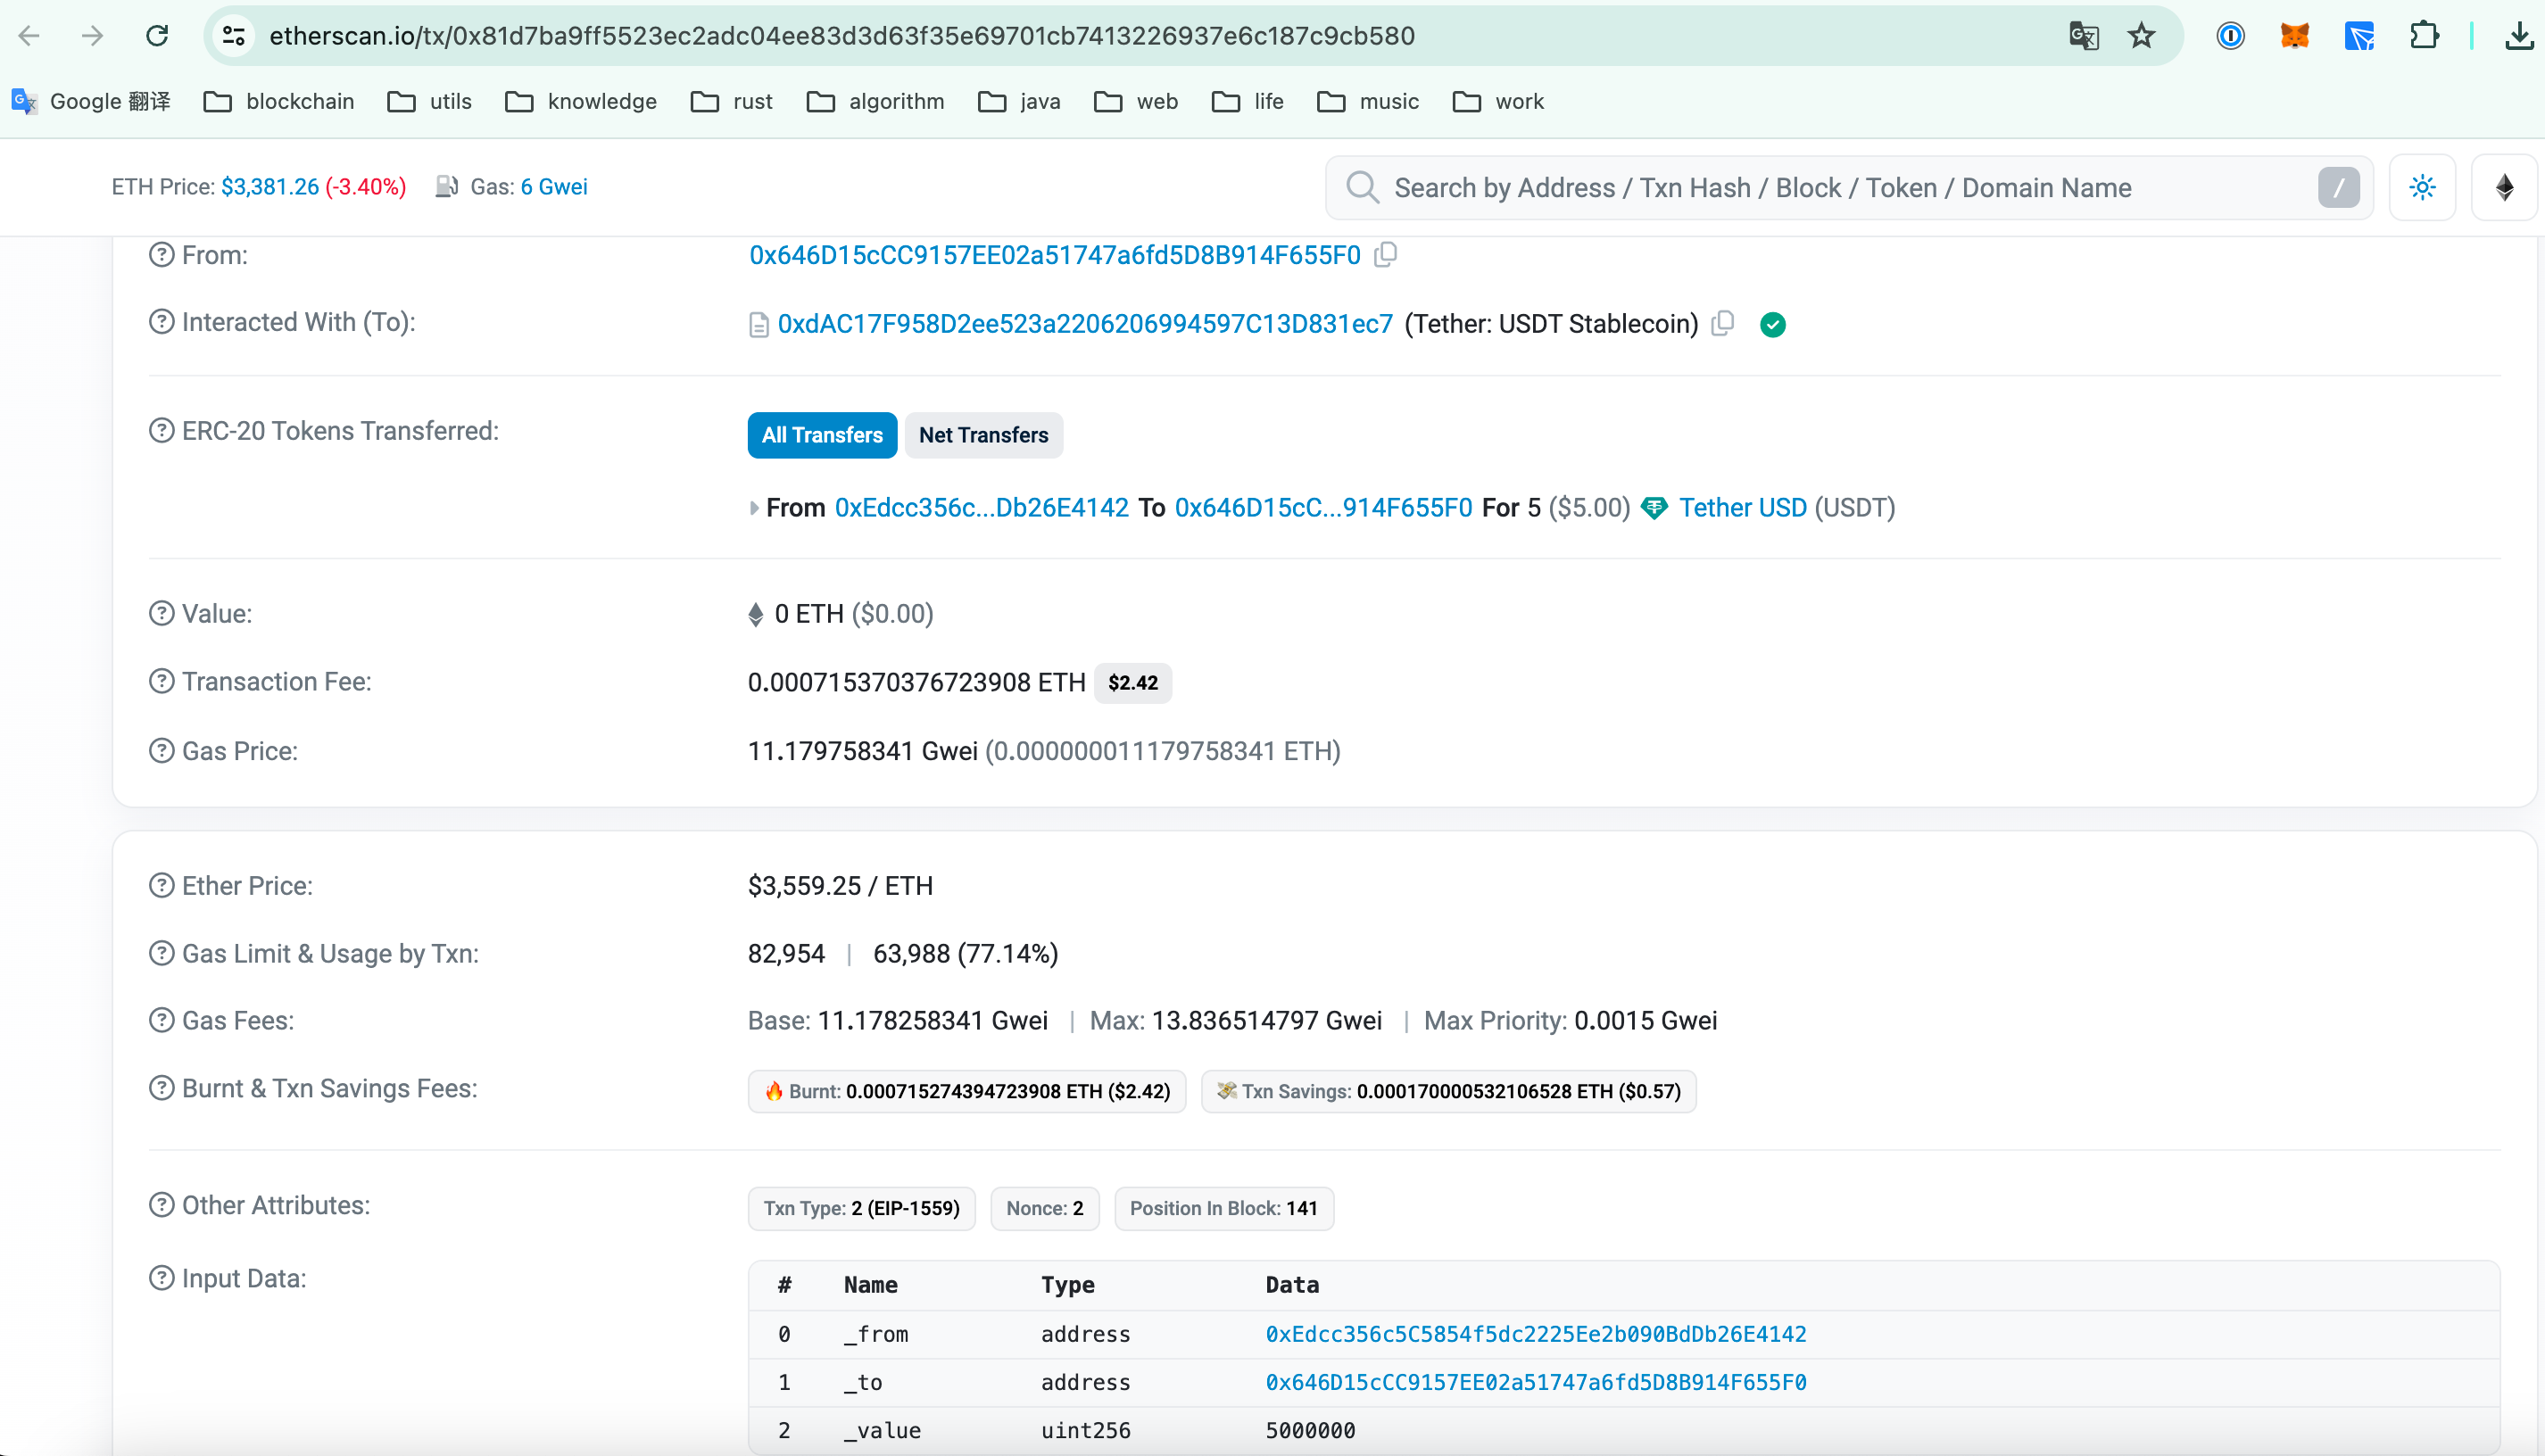 etherscan.io/tx/0x81d7ba9ff5523ec2adc04ee83d3d63f35e69701cb7413226937e6c187c9cb580
Google 翻译 blockchain utils knowledge rust algorithm java web life music work
ETH Price: $3,381.26 (-3.40%) Gas: 6 Gwei Search by Address / Txn Hash / Block / Token / Domain Name /
From: 0x646D15cCC9157EE02a51747a6fd5D8B914F655F0
Interacted With (To): 0xdAC17F958D2ee523a2206206994597C13D831ec7 (Tether: USDT Stablecoin)
ERC-20 Tokens Transferred: All Transfers Net Transfers
From 0xEdcc356c...Db26E4142 To 0x646D15cC...914F655F0 For 5 ($5.00) Tether USD (USDT)
Value: 0 ETH ($0.00)
Transaction Fee: 0.000715370376723908 ETH $2.42
Gas Price: 11.179758341 Gwei (0.000000011179758341 ETH)
Ether Price: $3,559.25 / ETH
Gas Limit & Usage by Txn: 82,954 | 63,988 (77.14%)
Gas Fees: Base: 11.178258341 Gwei | Max: 13.836514797 Gwei | Max Priority: 0.0015 Gwei
Burnt & Txn Savings Fees: 🔥 Burnt: 0.000715274394723908 ETH ($2.42) 💸 Txn Savings: 0.000170000532106528 ETH ($0.57)
Other Attributes: Txn Type: 2 (EIP-1559) Nonce: 2 Position In Block: 141
Input Data: # Name Type Data
0 _from address 0xEdcc356c5C5854f5dc2225Ee2b090BdDb26E4142
1 _to address 0x646D15cCC9157EE02a51747a6fd5D8B914F655F0
2 _value uint256 5000000